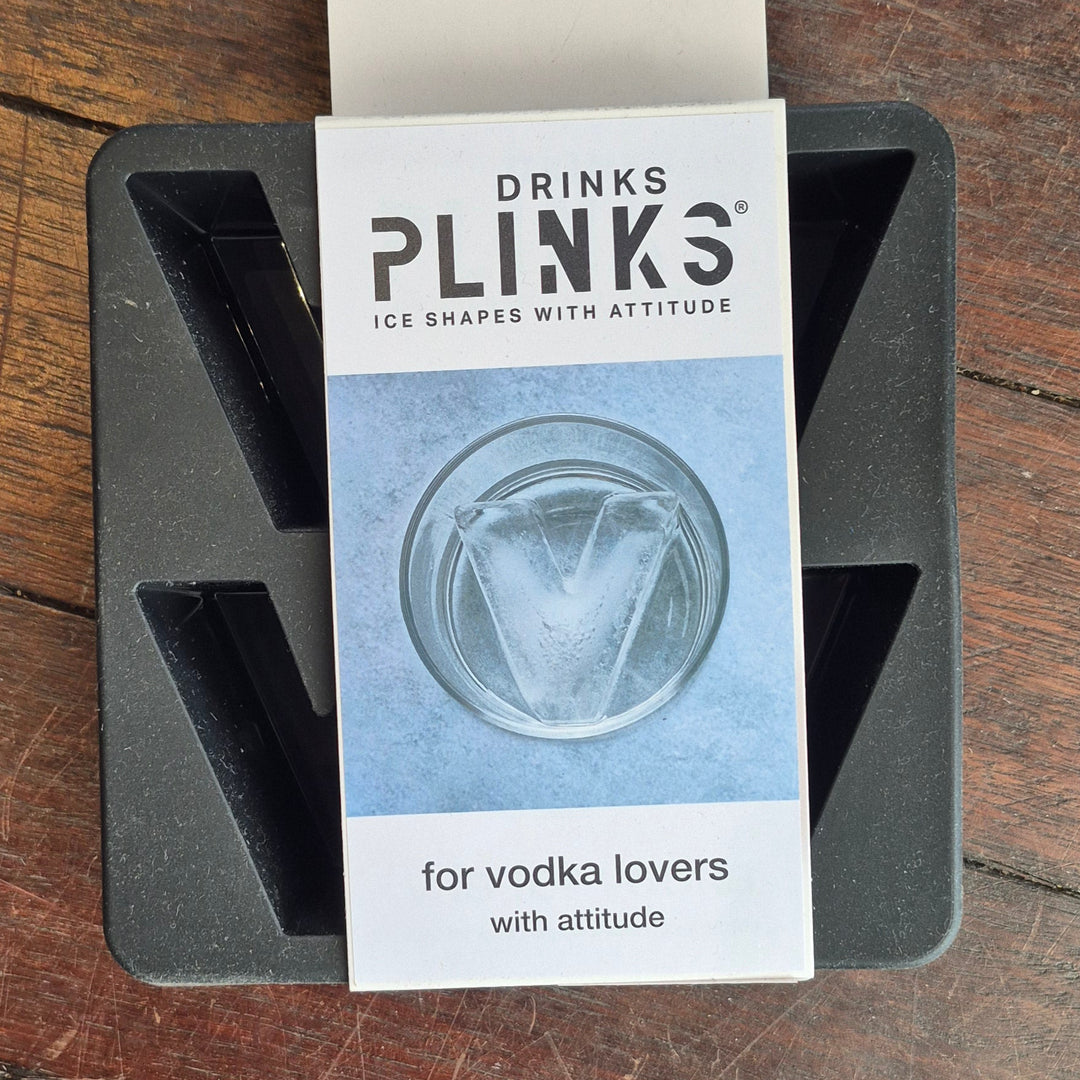 DRINKS
PLINKS®
ICE SHAPES WITH ATTITUDE
for vodka lovers
with attitude